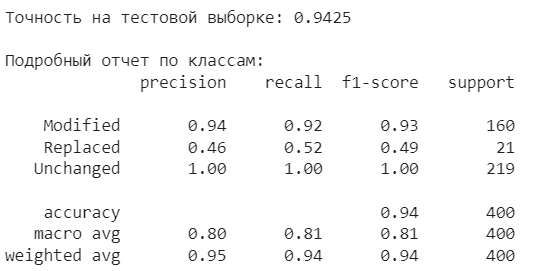 Точность на тестовой выборке: 0.9425
Подробный отчет по классам:
precision recall f1-score support
Modified 0.94 0.92 0.93 160
Replaced 0.46 0.52 0.49 21
Unchanged 1.00 1.00 1.00 219
accuracy 0.94 400
macro avg 0.80 0.81 0.81 400
weighted avg 0.95 0.94 0.94 400